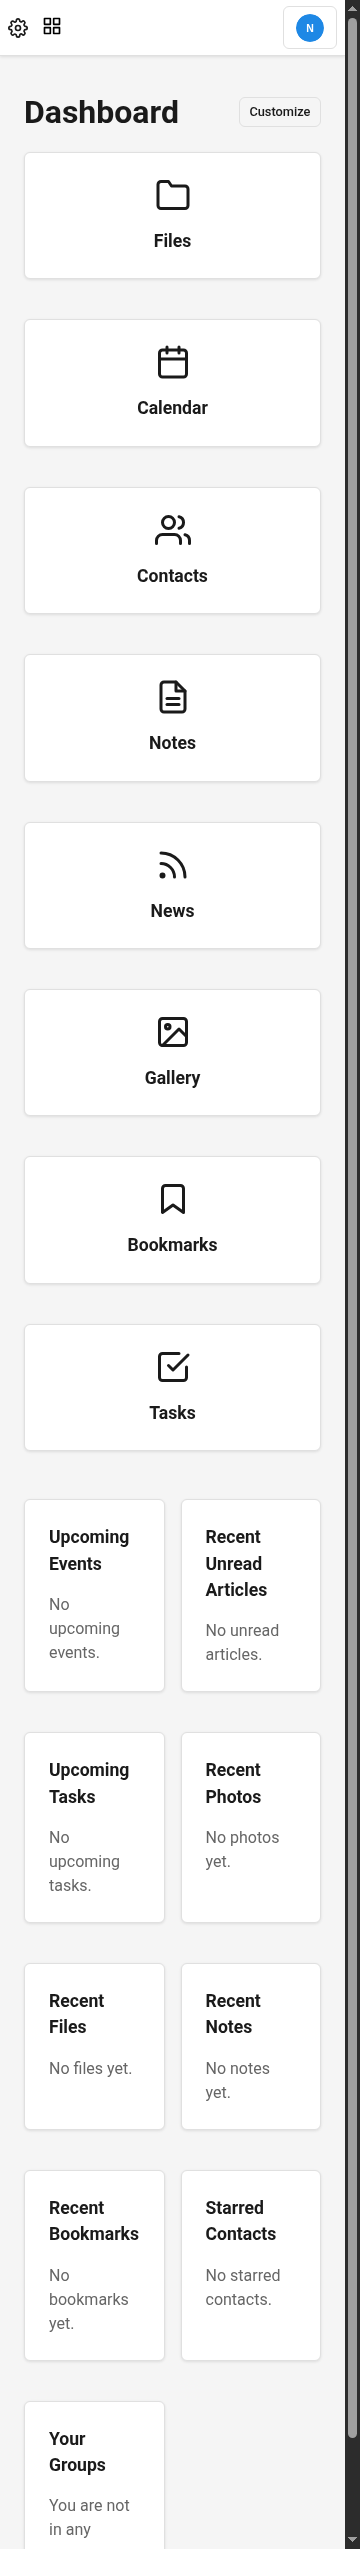 N
Dashboard
Customize
Files
Calendar
Contacts
Notes
News
Gallery
Bookmarks
Tasks
Upcoming
Events
No
upcoming
events.
Recent
Unread
Articles
No unread
articles.
Upcoming
Tasks
No
upcoming
tasks.
Recent
Photos
No photos
yet.
Recent
Files
No files yet.
Recent
Notes
No notes
yet.
Recent
Bookmarks
No
bookmarks
yet.
Starred
Contacts
No starred
contacts.
Your
Groups
You are not
in any